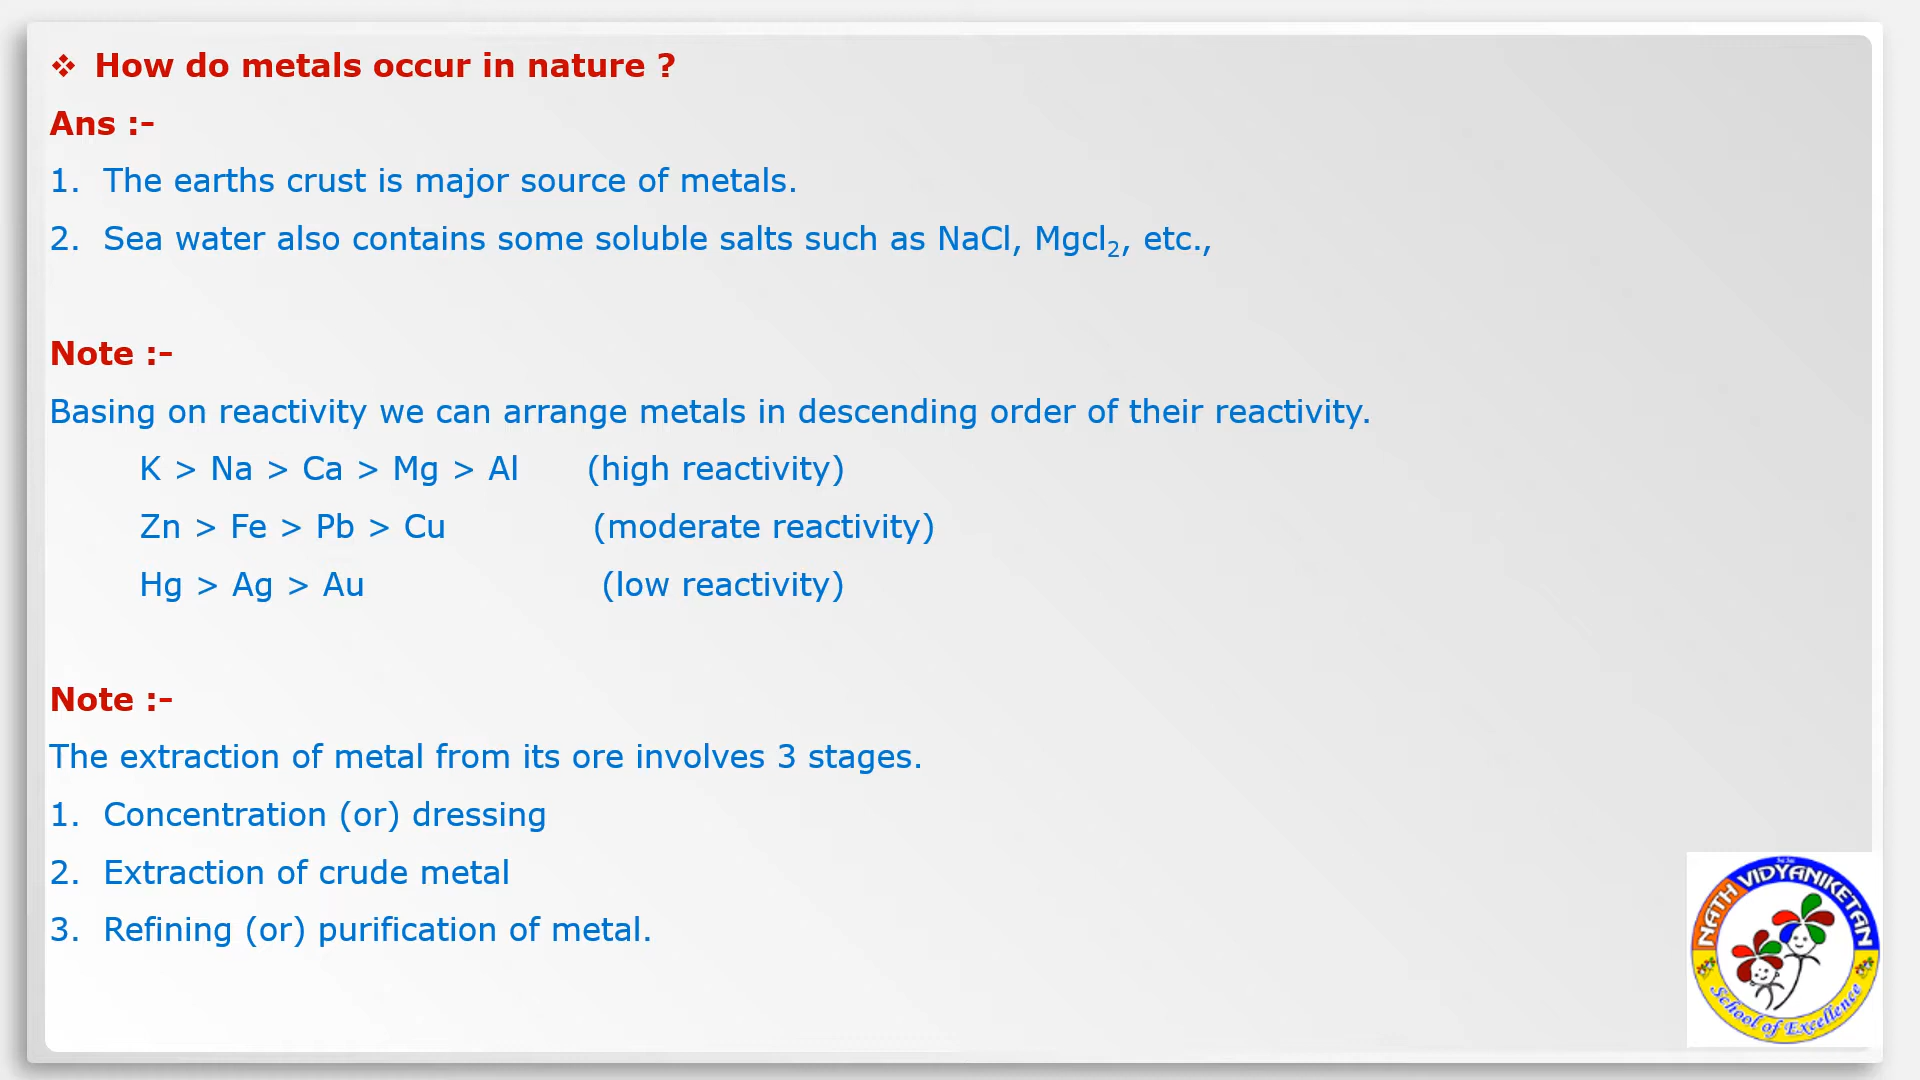 ❖ How do metals occur in nature ?
Ans :–
1. The earths crust is major source of metals.
2. Sea water also contains some soluble salts such as NaCl, Mgcl₂, etc.,
Note :–
Basing on reactivity we can arrange metals in descending order of their reactivity.
K > Na > Ca > Mg > Al (high reactivity)
Zn > Fe > Pb > Cu (moderate reactivity)
Hg > Ag > Au (low reactivity)
Note :–
The extraction of metal from its ore involves 3 stages.
1. Concentration (or) dressing
2. Extraction of crude metal
3. Refining (or) purification of metal.
NATH VIDYANIKETAN
School of Excellence